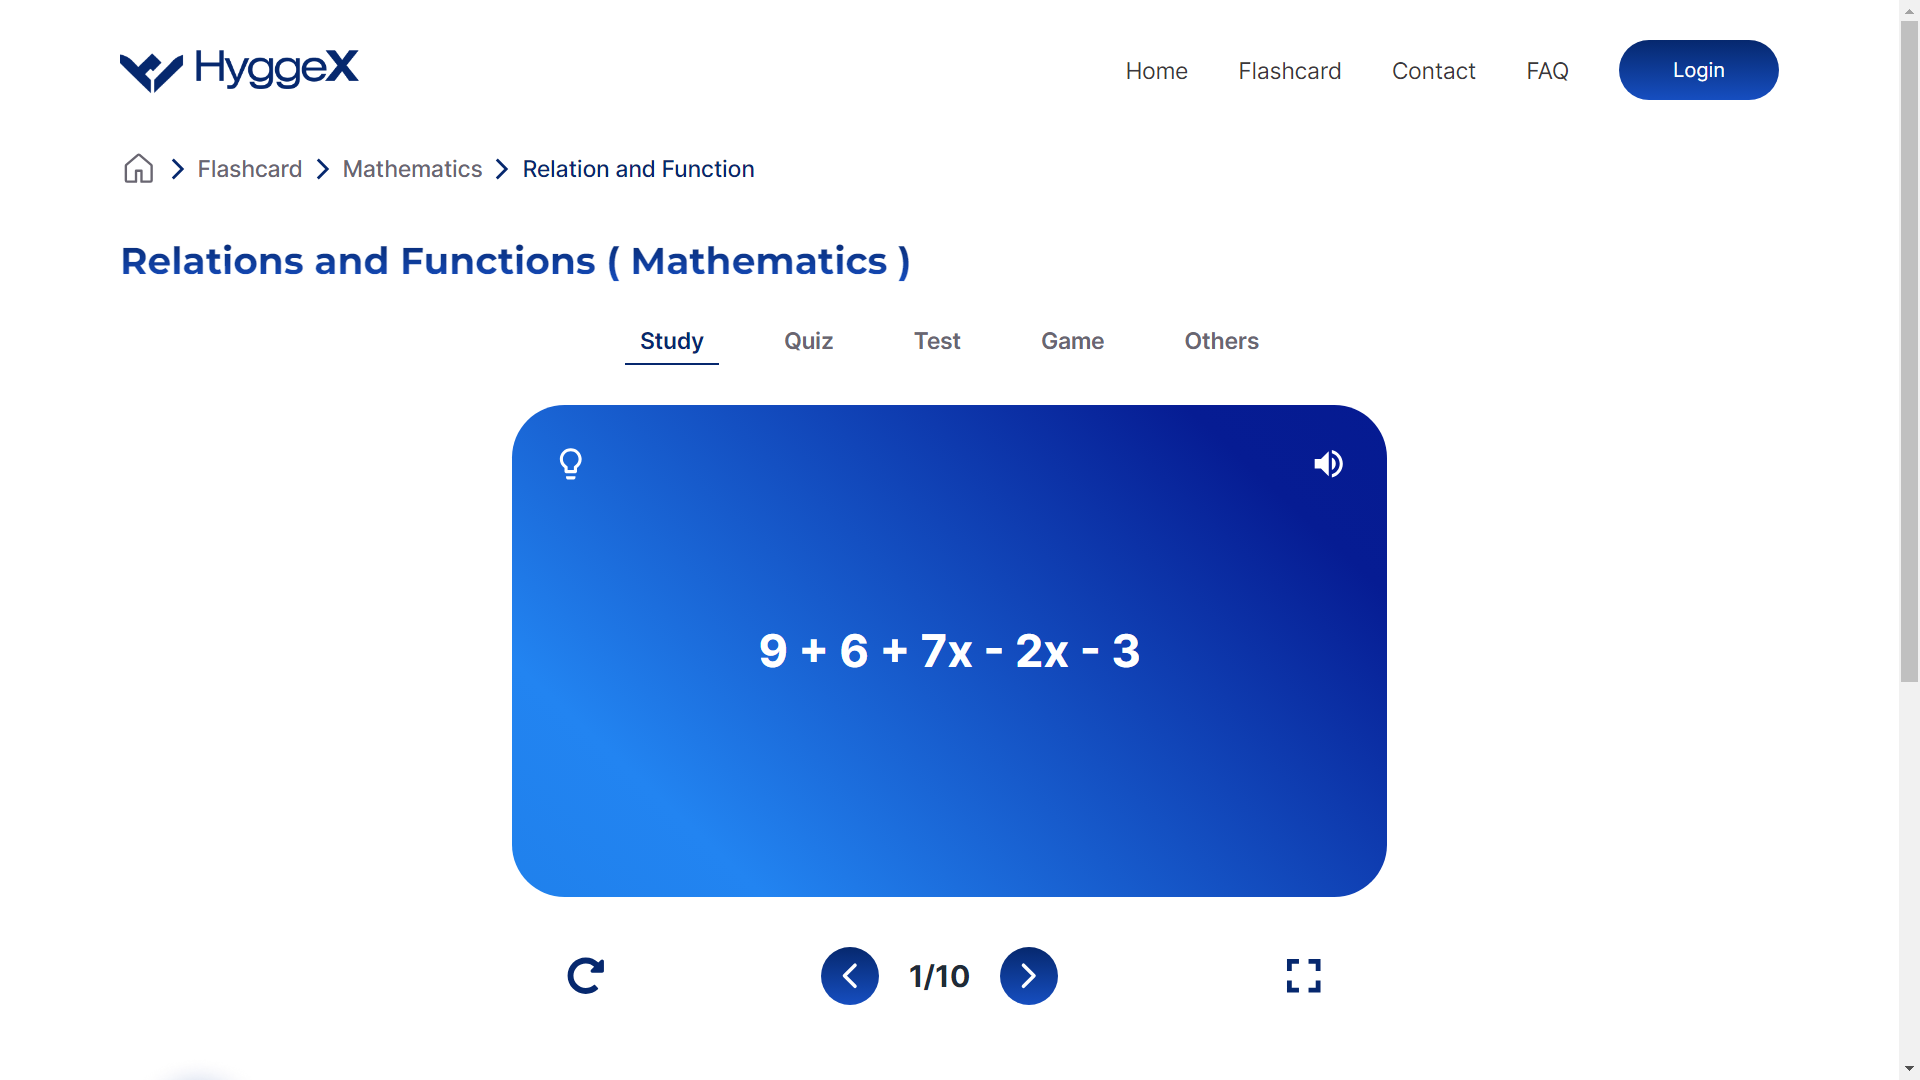 HyggeX
Home Flashcard Contact FAQ Login
Flashcard Mathematics Relation and Function
Relations and Functions ( Mathematics )
Study Quiz Test Game Others
9 + 6 + 7x - 2x - 3
1/10